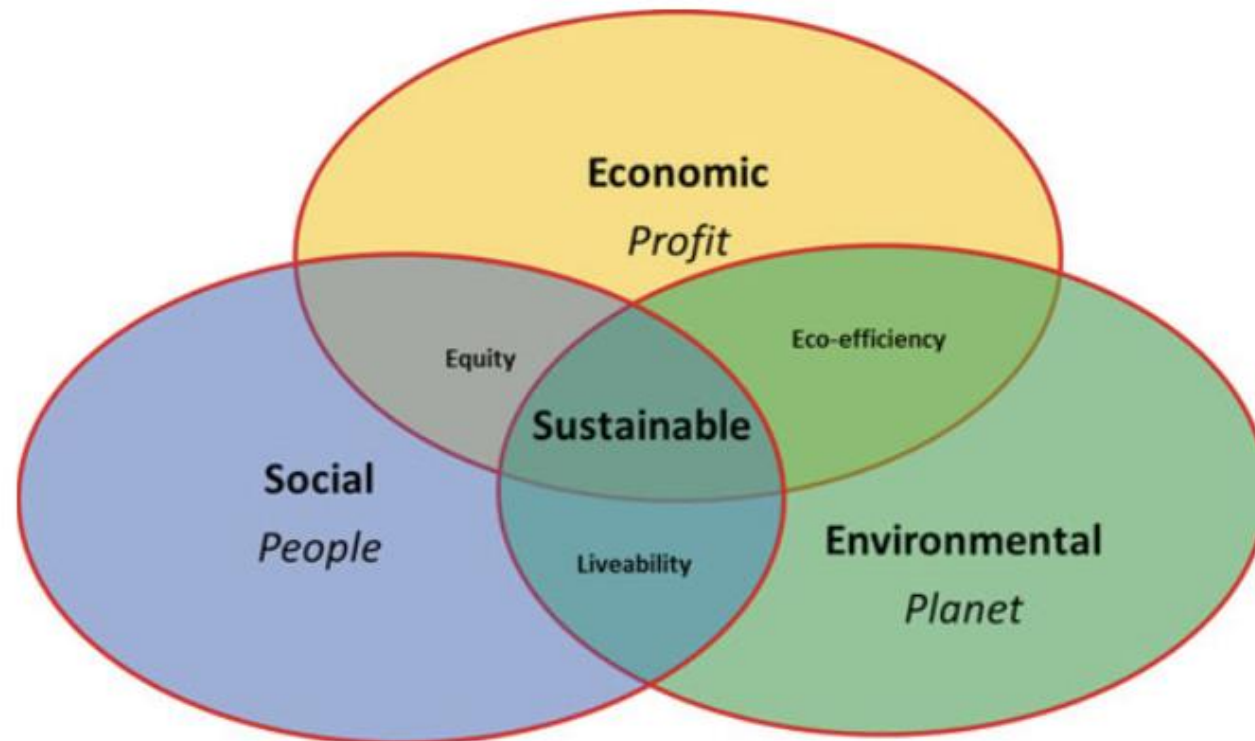 Economic
Profit
Equity
Eco-efficiency
Sustainable
Social
People
Liveability
Environmental
Planet